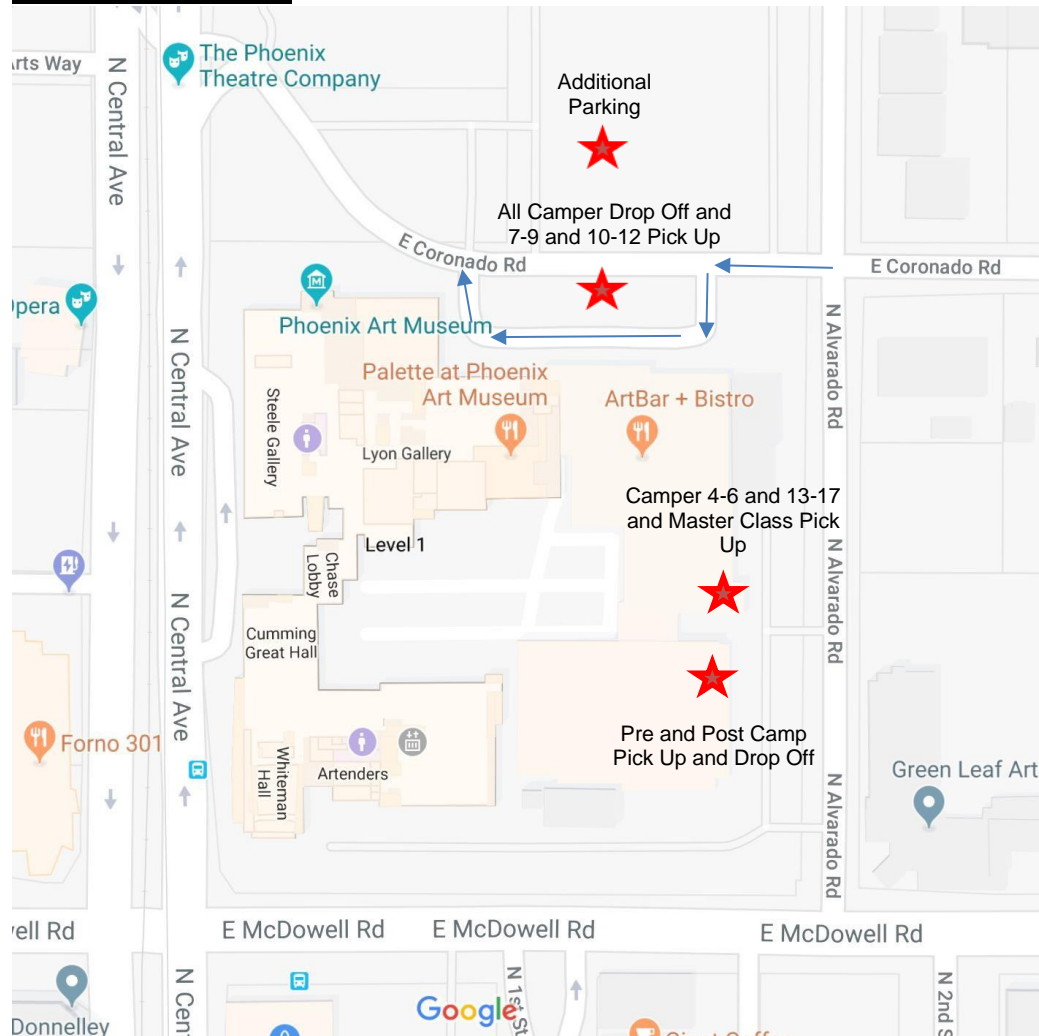 The Phoenix
Theatre Company
Arts Way
N Central Ave
Additional
Parking
All Camper Drop Off and
7-9 and 10-12 Pick Up
E Coronado Rd
E Coronado Rd
Opera
Phoenix Art Museum
N Central Ave
N Alvarado Rd
Palette at Phoenix
Art Museum
ArtBar + Bistro
Steele Gallery
Lyon Gallery
Camper 4-6 and 13-17
and Master Class Pick
Up
Level 1
Chase
Lobby
N Alvarado Rd
N Central Ave
Cumming
Great Hall
Pre and Post Camp
Pick Up and Drop Off
Forno 301
Whiteman
Hall
Artenders
Green Leaf Art
N Alvarado Rd
vell Rd
E McDowell Rd
E McDowell Rd
E McDowell Rd
N Cent
N 1st St
N 2nd S
Google
Donnelley